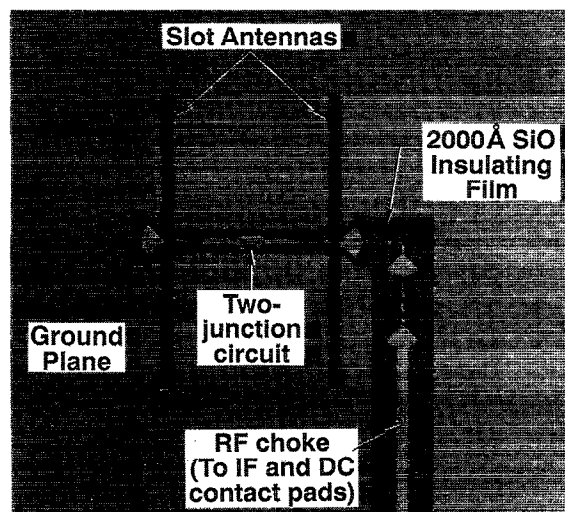 Slot Antennas
2000Å SiO
Insulating
Film
Two-
junction
circuit
Ground
Plane
RF choke
(To IF and DC
contact pads)